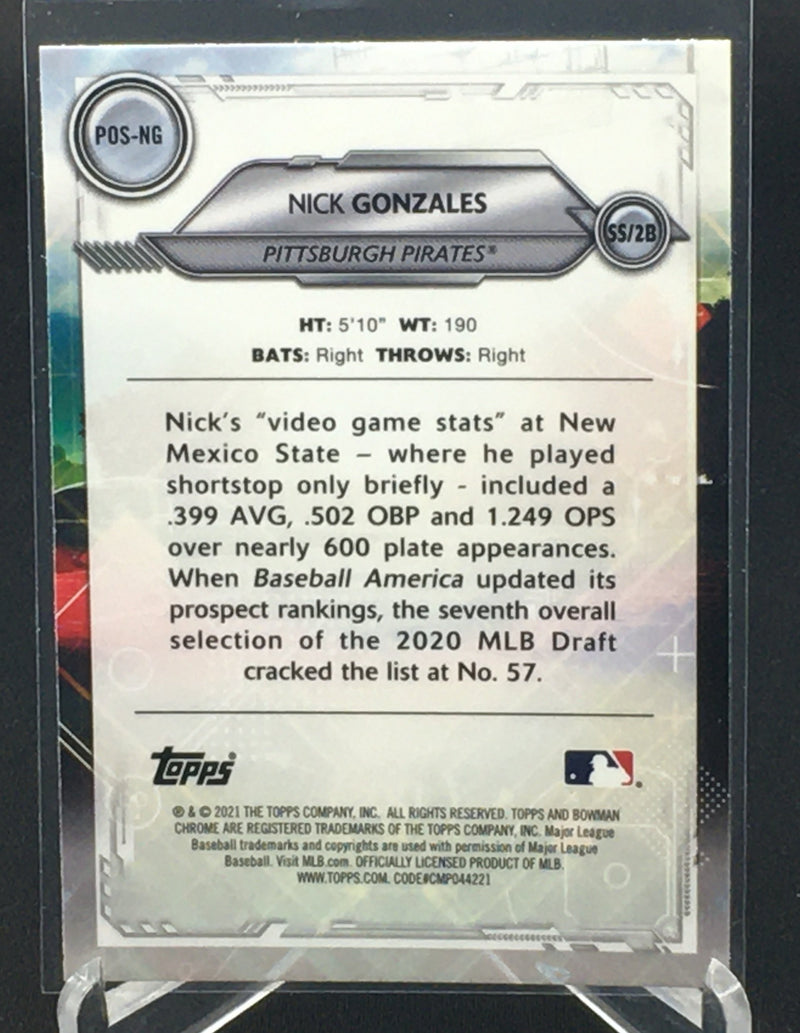 POS-NG
NICK GONZALES
SS/2B
PITTSBURGH PIRATES®
HT: 5'10" WT: 190
BATS: Right THROWS: Right
Nick's "video game stats" at New
Mexico State – where he played
shortstop only briefly - included a
.399 AVG, .502 OBP and 1.249 OPS
over nearly 600 plate appearances.
When Baseball America updated its
prospect rankings, the seventh overall
selection of the 2020 MLB Draft
cracked the list at No. 57.
Topps®
® & © 2021 THE TOPPS COMPANY, INC. ALL RIGHTS RESERVED. TOPPS AND BOWMAN
CHROME ARE REGISTERED TRADEMARKS OF THE TOPPS COMPANY, INC. Major League
Baseball trademarks and copyrights are used with permission of Major League
Baseball. Visit MLB.com. OFFICIALLY LICENSED PRODUCT OF MLB.
WWW.TOPPS.COM. CODE#CMP044221